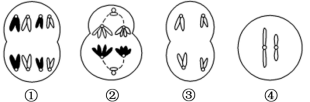 ① ② ③ ④